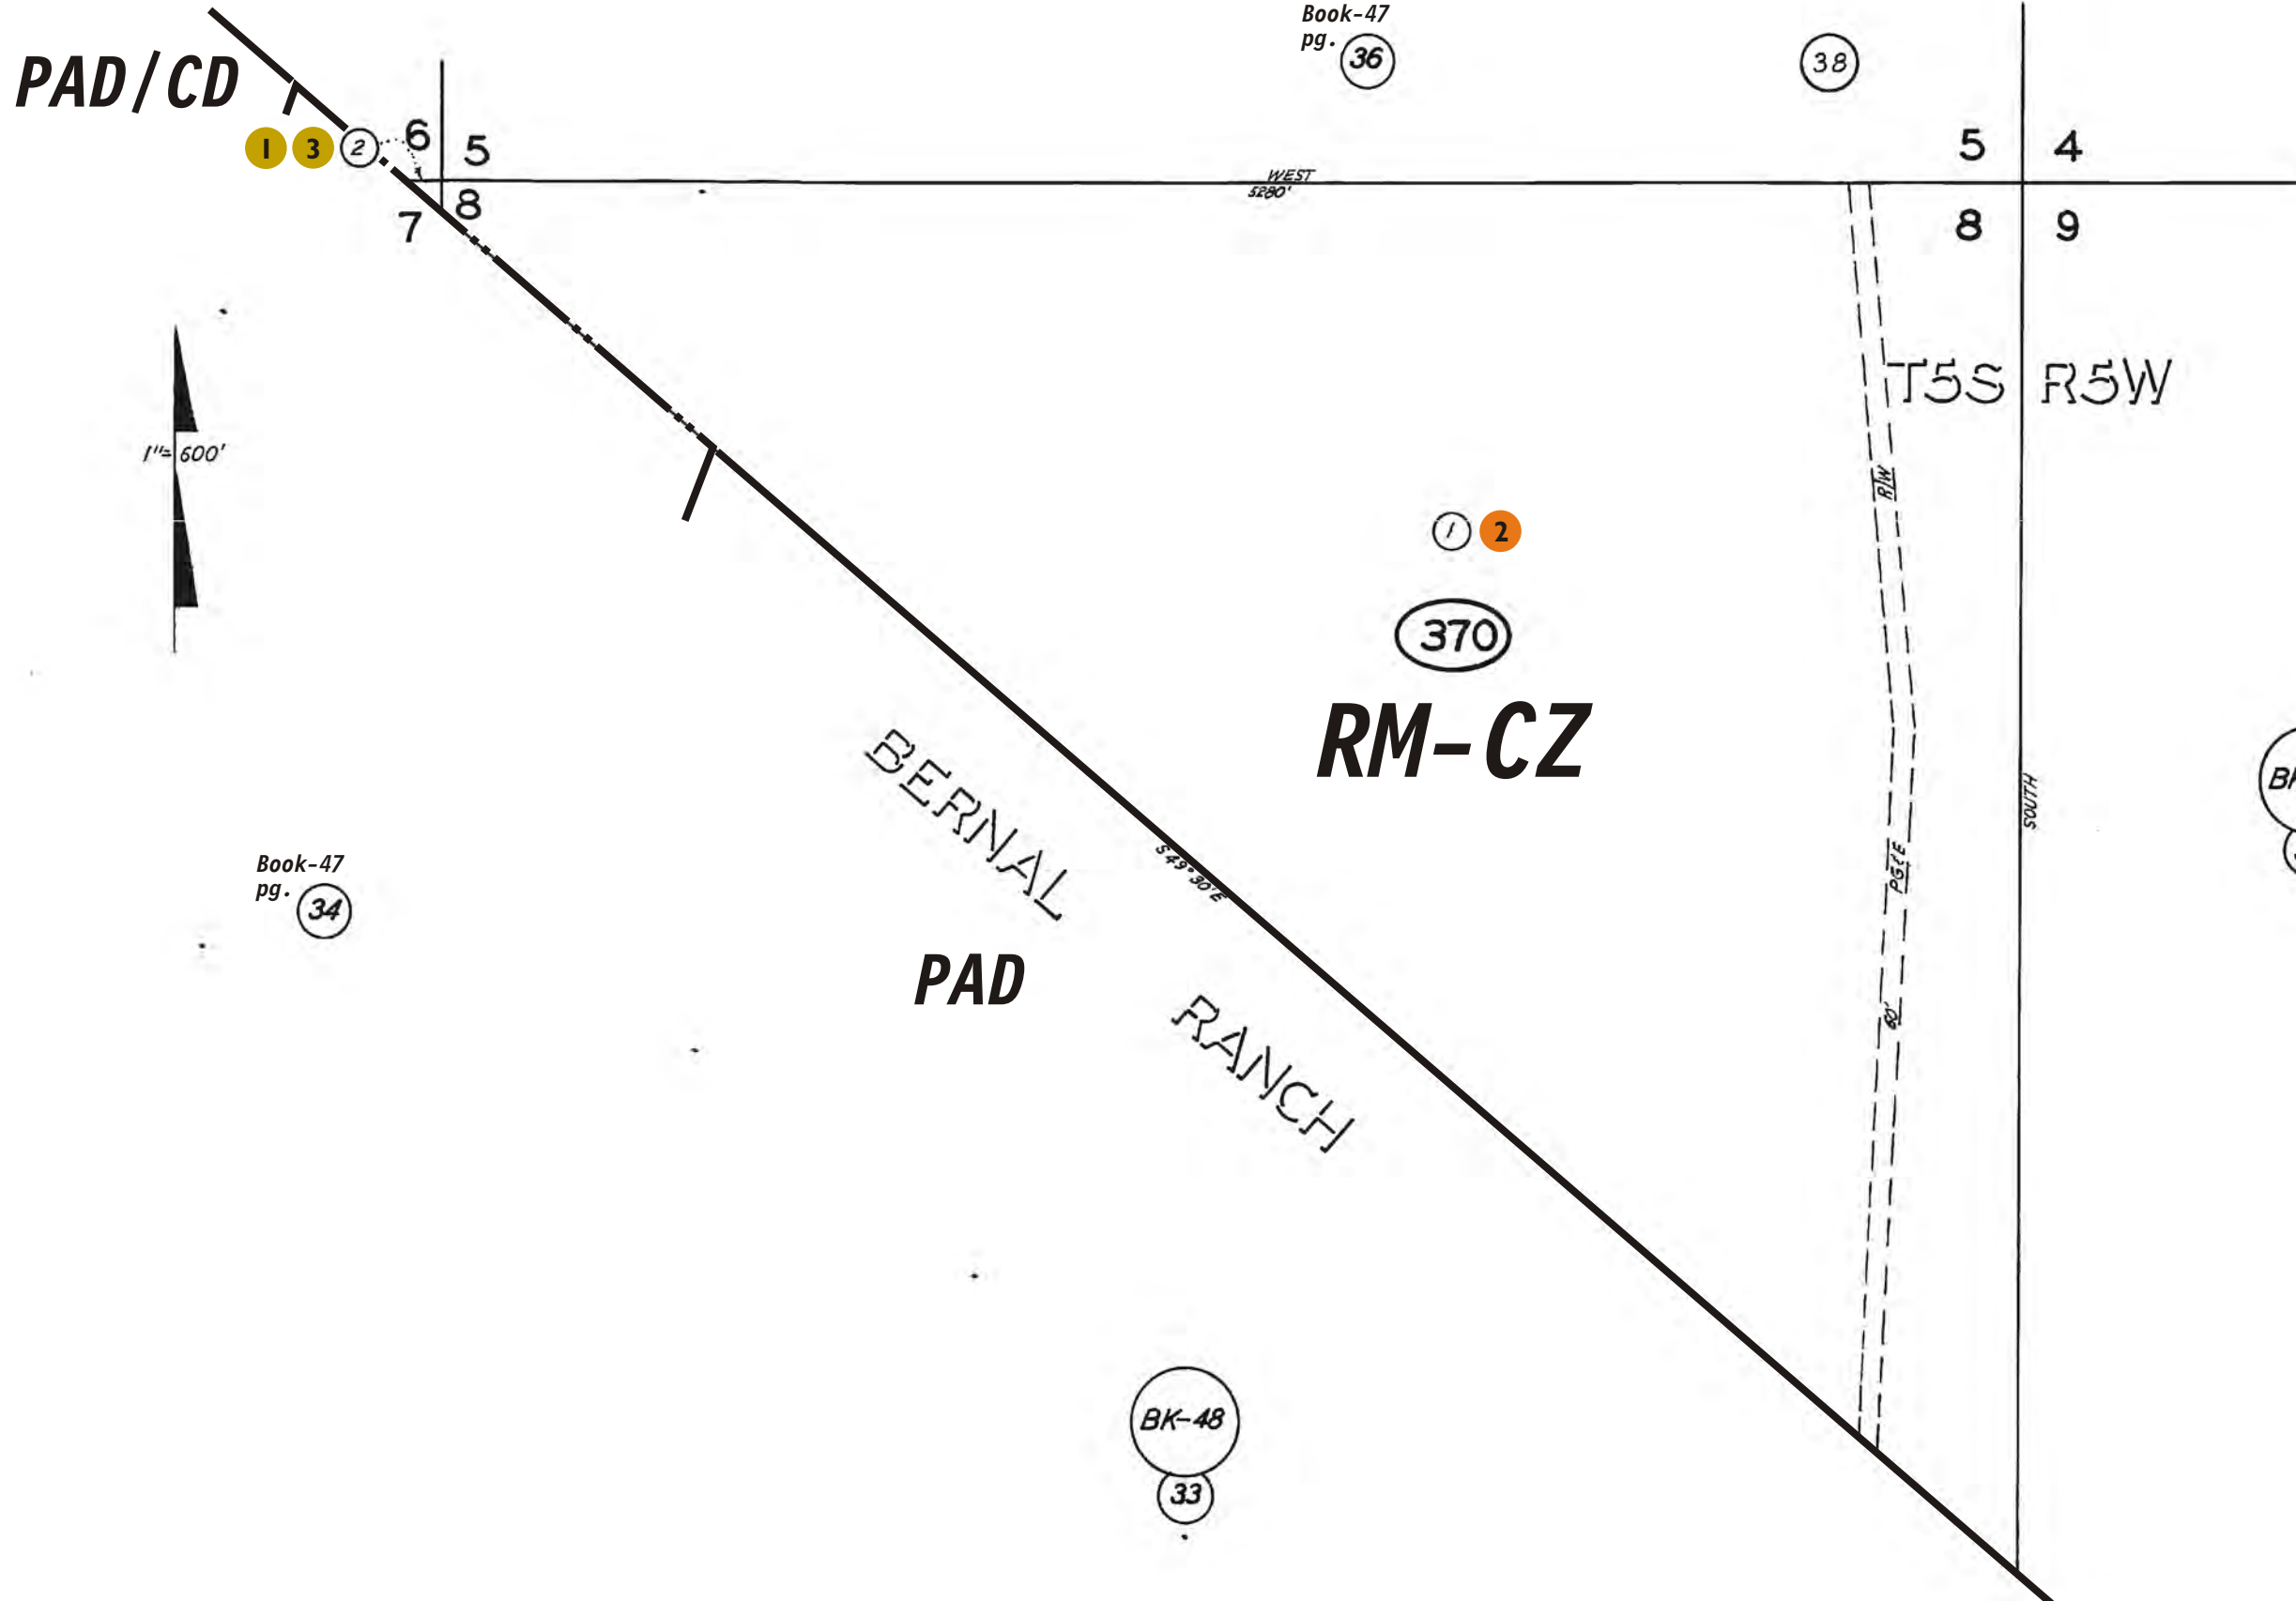 Book-47
pg. 36
38
PAD/CD
1 3 2
6 5
5 4
WEST
5280'
7 8
8 9
T5S R5W
1"= 600'
R/W
1 2
370
RM-CZ
BERNAL
SOUTH
S 49° 30' E
PG&E
Book-47
pg. 34
PAD
RANCH
60'
BK-48
33